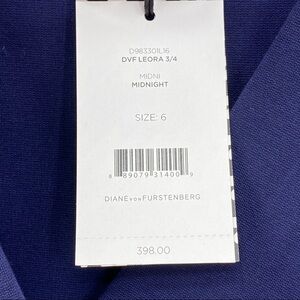 D983301L16
DVF LEORA 3/4
MIDNI
MIDNIGHT
SIZE: 6
8 89079 31400 9
DIANE VON FURSTENBERG
398.00